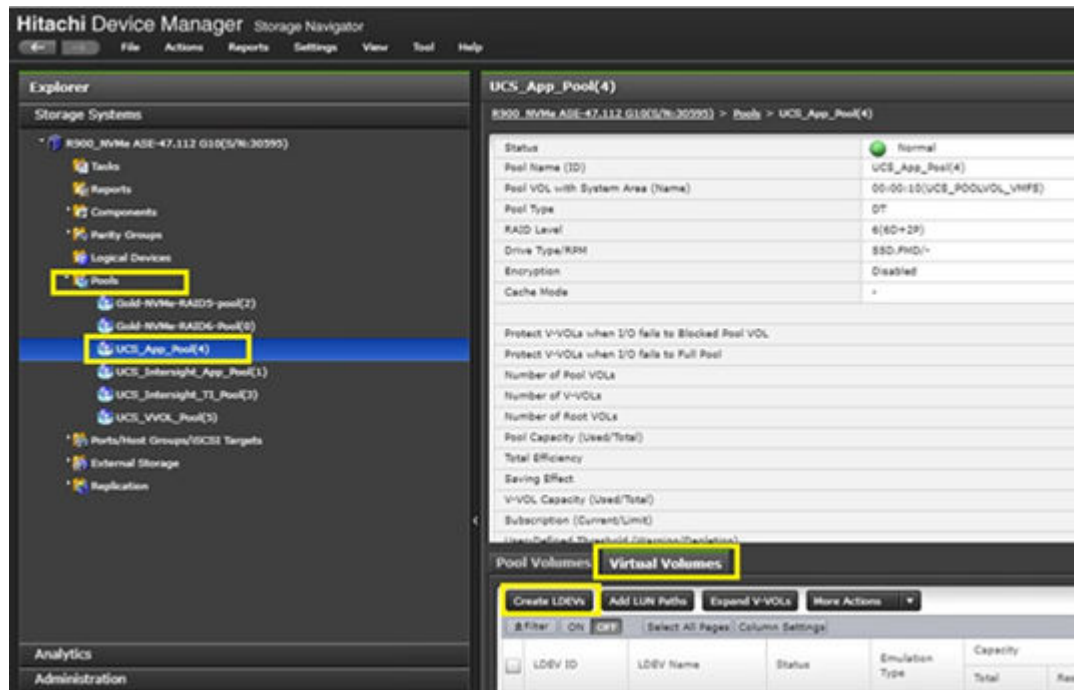 Hitachi Device Manager Storage Navigator
File Actions Reports Settings View Tool Help
Explorer
Storage Systems
R900_NVMe ASE-47.112 G10(S/N:30595)
Tasks
Reports
Components
Parity Groups
Logical Devices
Pools
Gold-NVMe-RAID5-pool(2)
Gold-NVMe-RAID6-Pool(0)
UCS_App_Pool(4)
UCS_Intersight_App_Pool(1)
UCS_Intersight_TI_Pool(3)
UCS_VVOL_Pool(5)
Ports/Host Groups/iSCSI Targets
External Storage
Replication
Analytics
Administration
UCS_App_Pool(4)
R900_NVMe ASE-47.112 G10(S/N:30595) > Pools > UCS_App_Pool(4)
Status Normal
Pool Name (ID) UCS_App_Pool(4)
Pool VOL with System Area (Name) 00:00:10(UCS_POOLVOL_VMFS)
Pool Type DT
RAID Level 6(6D+2P)
Drive Type/RPM SSD,FMD/-
Encryption Disabled
Cache Mode -
Protect V-VOLs when I/O fails to Blocked Pool VOL
Protect V-VOLs when I/O fails to Full Pool
Number of Pool VOLs
Number of V-VOLs
Number of Root VOLs
Pool Capacity (Used/Total)
Total Efficiency
Saving Effect
V-VOL Capacity (Used/Total)
Subscription (Current/Limit)
User-Defined Threshold (Warning/Depletion)
Pool Volumes Virtual Volumes
Create LDEVs Add LUN Paths Expand V-VOLs More Actions
Filter ON OFF Select All Pages Column Settings
LDEV ID LDEV Name Status Emulation Type Capacity
Total